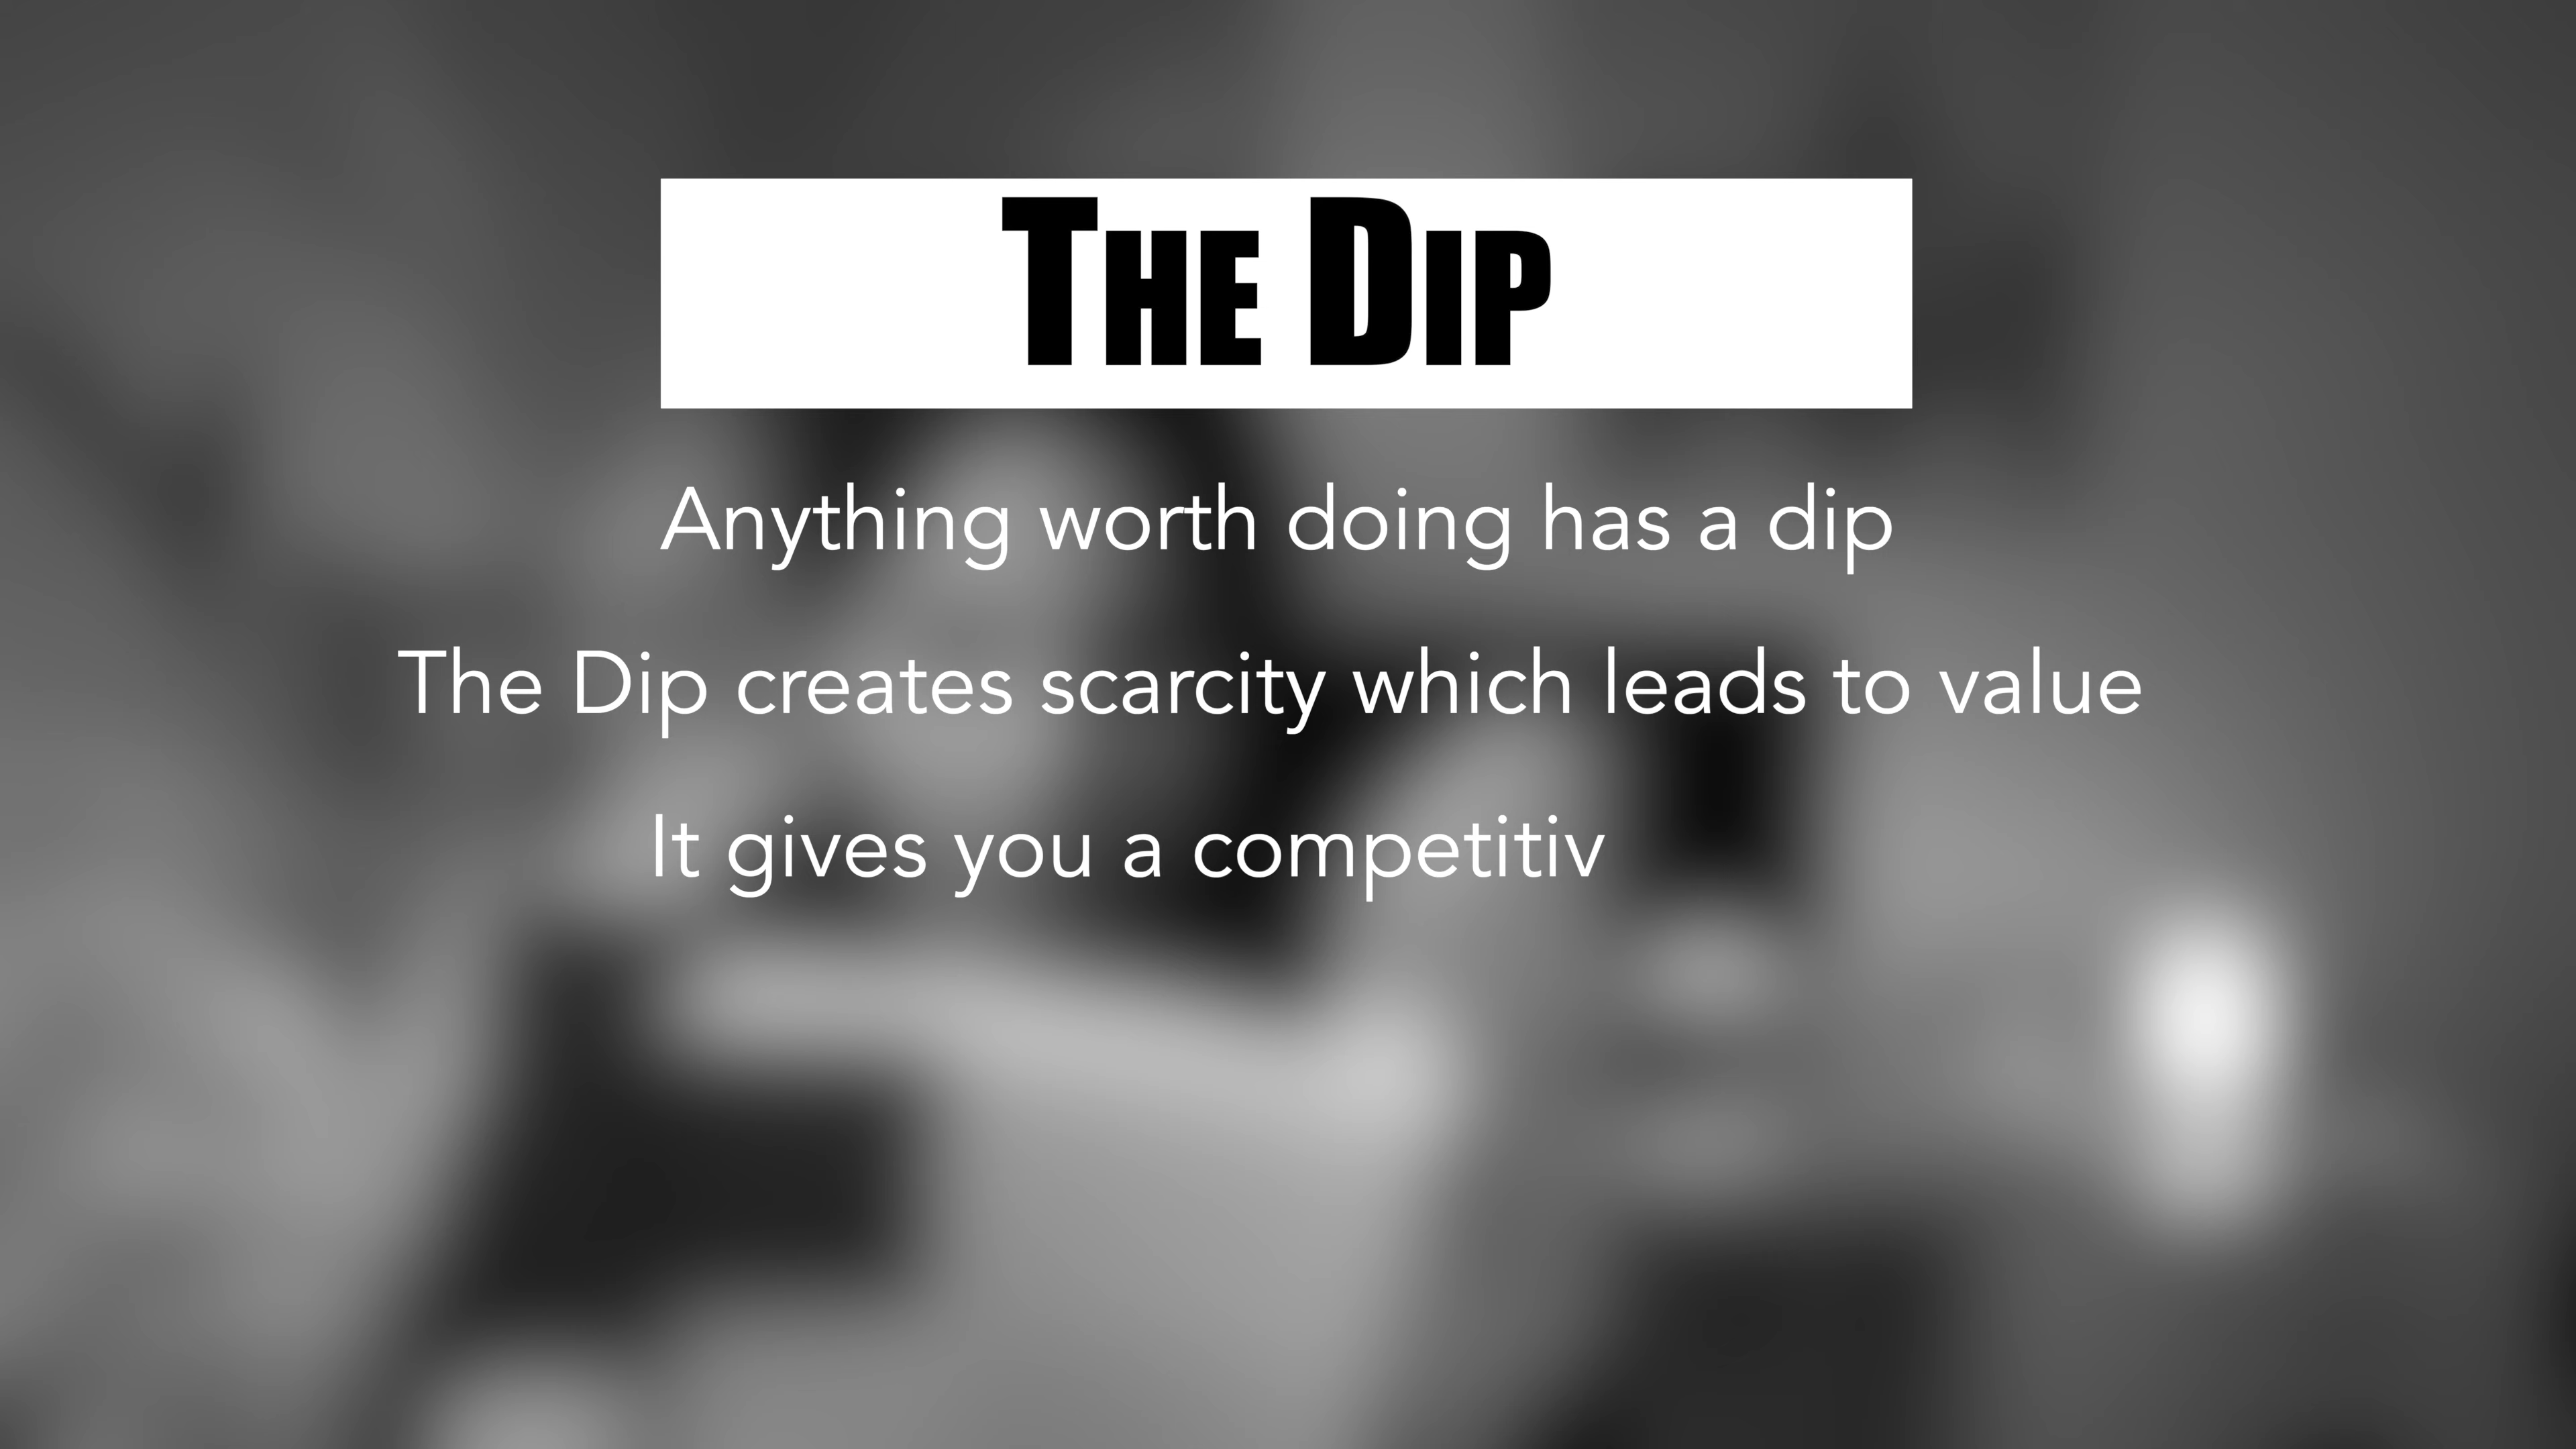 The Dip
Anything worth doing has a dip
The Dip creates scarcity which leads to value
It gives you a competitiv